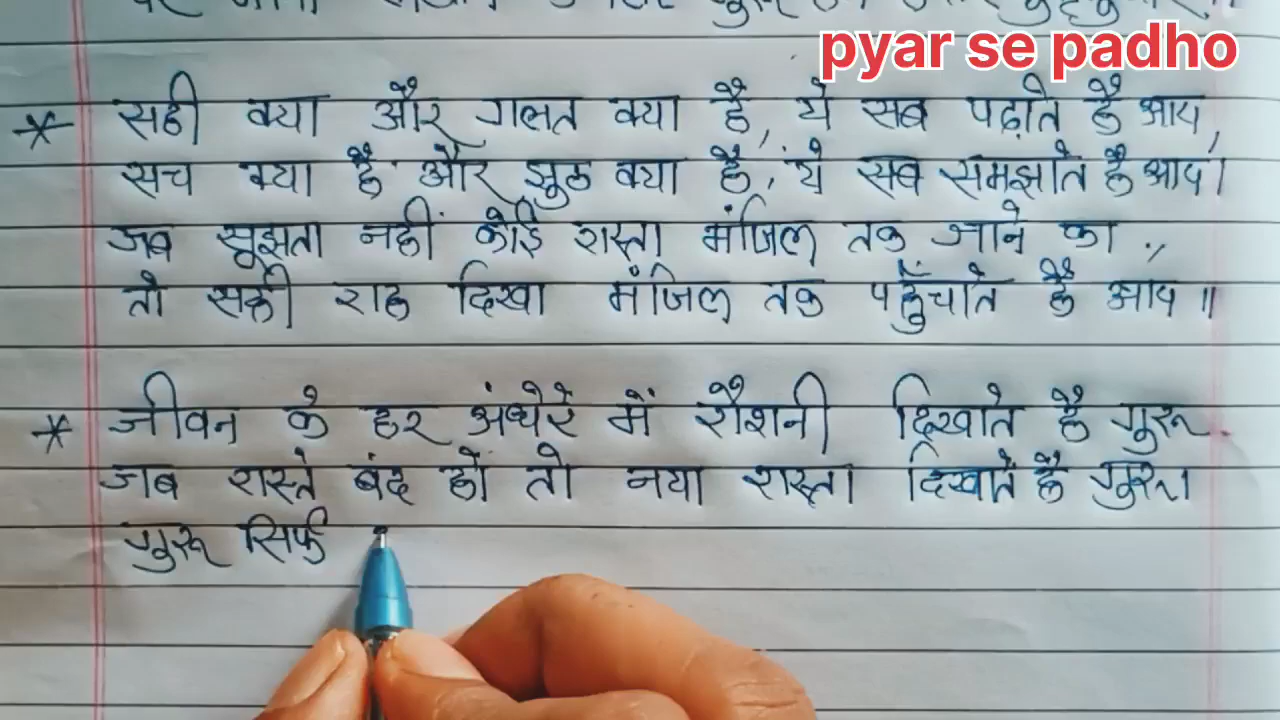 pyar se padho
* सही क्या और गलत क्या है, ये सब पढ़ाते है आप,
सच क्या है और झुठ क्या है, ये सब समझाते है आप।
जब सूझता नहीं कोई रास्ता मंजिल तक जाने का,
तो सही राह दिखा मंजिल तक पहुँचाते है आप॥
* जीवन के हर अंधेरे में रौशनी दिखाते है गुरू
जब रास्ते बंद हों तो नया रास्ता दिखाते है गुरू।
गुरू सिर्फ